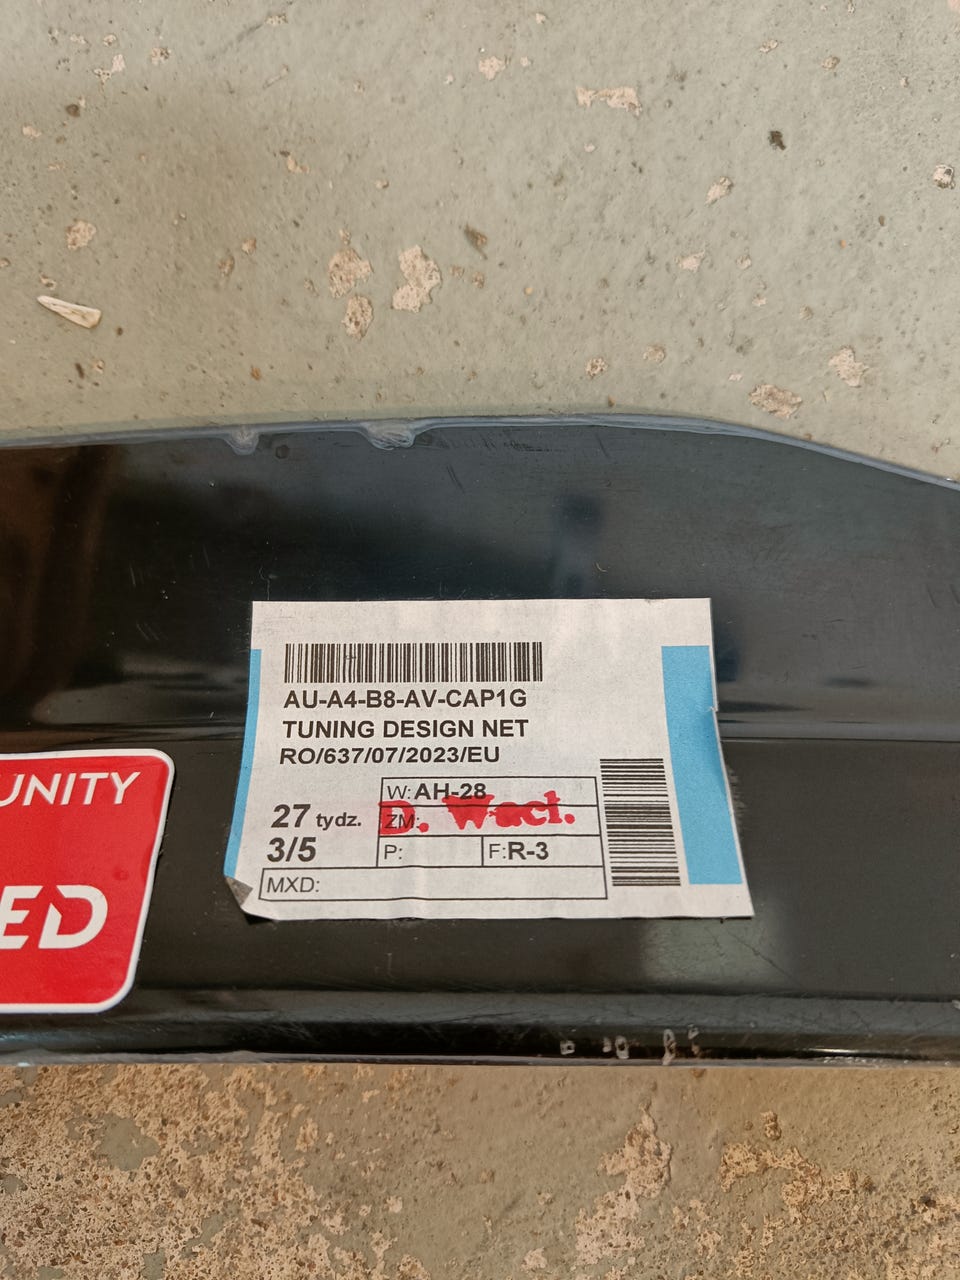 AU-A4-B8-AV-CAP1G
TUNING DESIGN NET
RO/637/07/2023/EU
W: AH-28
27 tydz.
ZM:
D. Wacł.
3/5
P:
F: R-3
MXD:
UNITY
ED